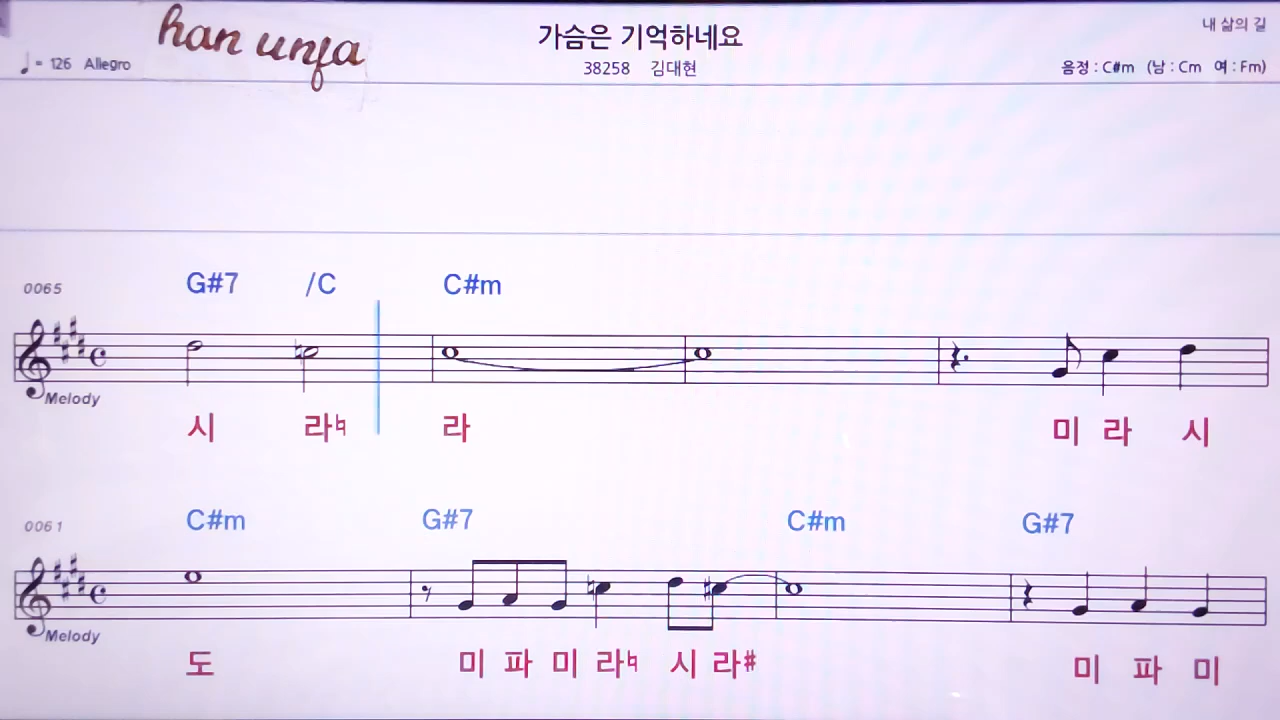 han unja
가슴은 기억하네요
내 삶의 길
♩= 126 Allegro
38258 김대현
음정 : C#m (남 : Cm 여 : Fm)
0065 G#7 /C C#m
Melody
시 라♮ 라 미 라 시
0061 C#m G#7 C#m G#7
Melody
도 미 파 미 라♮ 시 라# 미 파 미